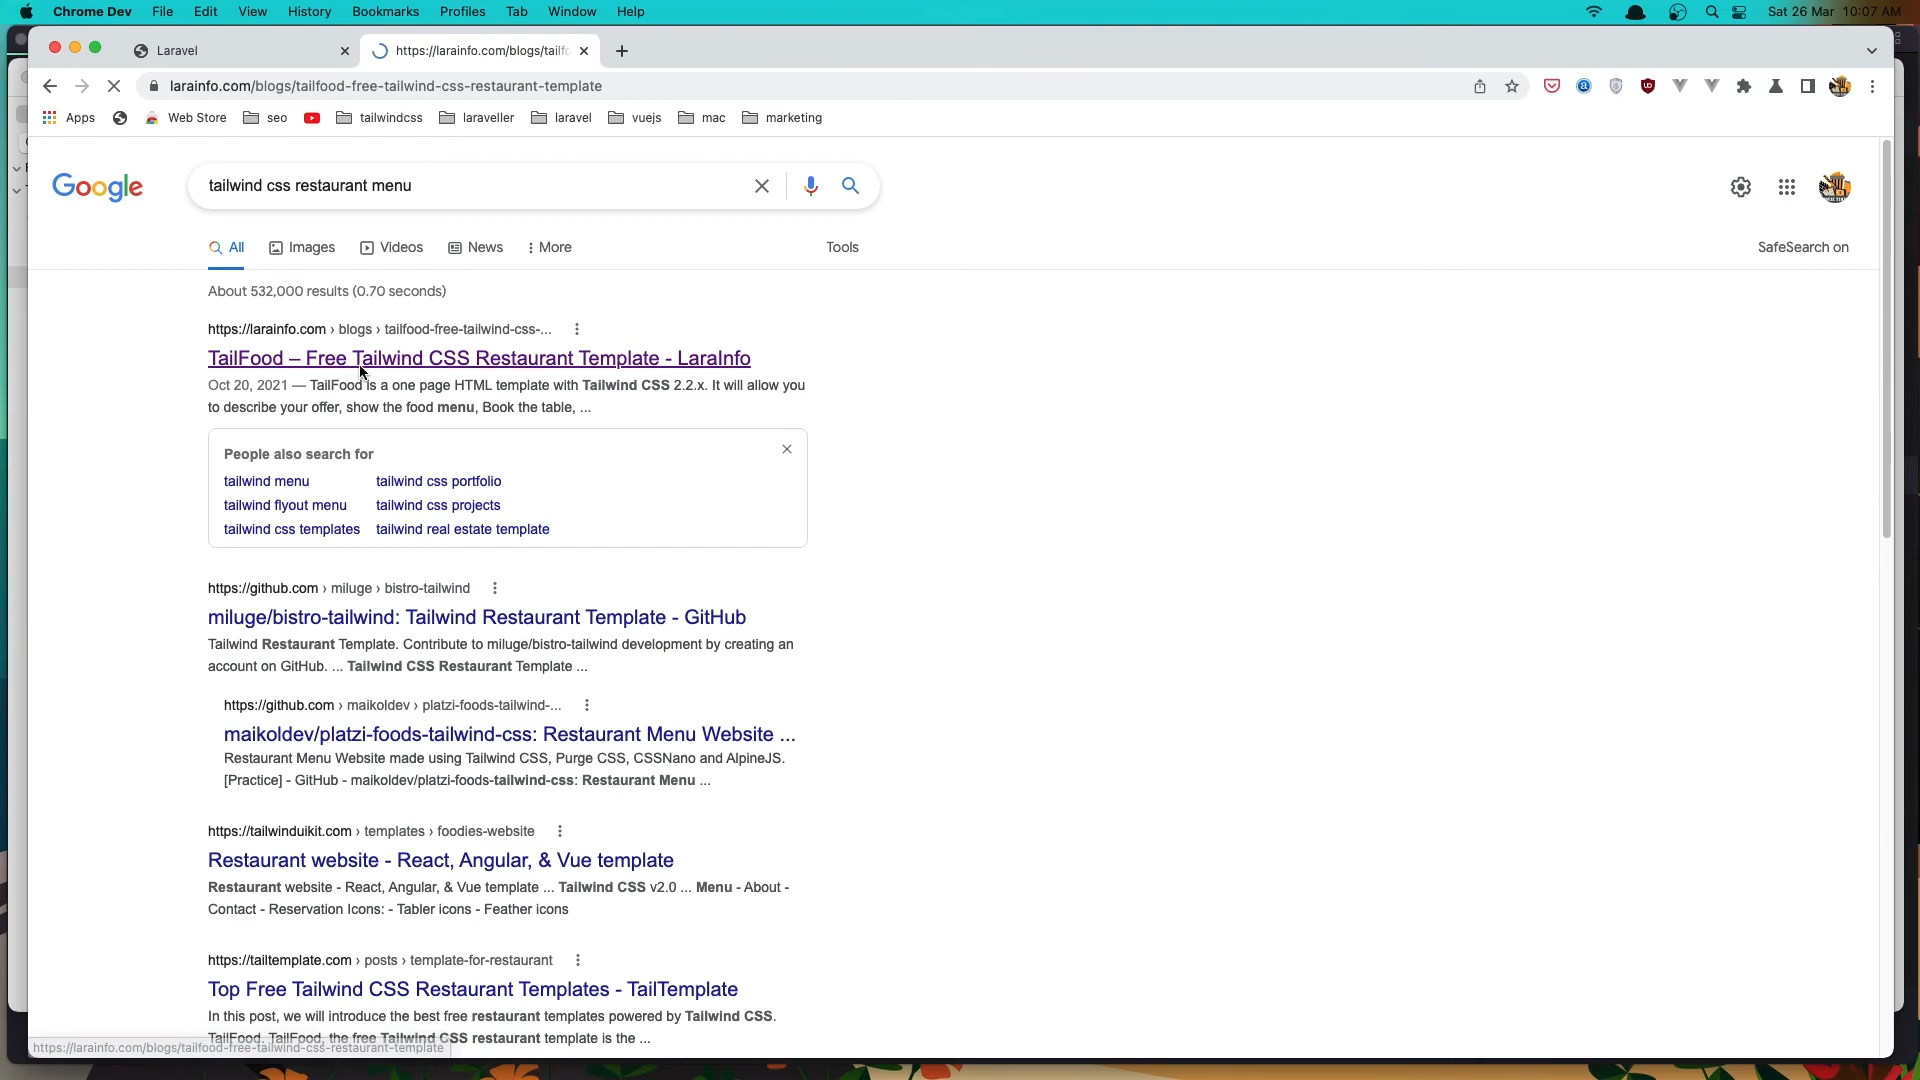 Chrome Dev File Edit View History Bookmarks Profiles Tab Window Help Sat 26 Mar 10:07 AM
Laravel https://larainfo.com/blogs/tailfo
larainfo.com/blogs/tailfood-free-tailwind-css-restaurant-template
Apps Web Store seo tailwindcss laraveller laravel vuejs mac marketing
Google tailwind css restaurant menu
All Images Videos News More Tools SafeSearch on
About 532,000 results (0.70 seconds)
https://larainfo.com › blogs › tailfood-free-tailwind-css-...
TailFood – Free Tailwind CSS Restaurant Template - LaraInfo
Oct 20, 2021 — TailFood is a one page HTML template with Tailwind CSS 2.2.x. It will allow you
to describe your offer, show the food menu, Book the table, ...
People also search for
tailwind menu tailwind css portfolio
tailwind flyout menu tailwind css projects
tailwind css templates tailwind real estate template
https://github.com › miluge › bistro-tailwind
miluge/bistro-tailwind: Tailwind Restaurant Template - GitHub
Tailwind Restaurant Template. Contribute to miluge/bistro-tailwind development by creating an
account on GitHub. ... Tailwind CSS Restaurant Template ...
https://github.com › maikoldev › platzi-foods-tailwind-...
maikoldev/platzi-foods-tailwind-css: Restaurant Menu Website ...
Restaurant Menu Website made using Tailwind CSS, Purge CSS, CSSNano and AlpineJS.
[Practice] - GitHub - maikoldev/platzi-foods-tailwind-css: Restaurant Menu ...
https://tailwinduikit.com › templates › foodies-website
Restaurant website - React, Angular, & Vue template
Restaurant website - React, Angular, & Vue template ... Tailwind CSS v2.0 ... Menu - About -
Contact - Reservation Icons: - Tabler icons - Feather icons
https://tailtemplate.com › posts › template-for-restaurant
Top Free Tailwind CSS Restaurant Templates - TailTemplate
In this post, we will introduce the best free restaurant templates powered by Tailwind CSS.
TailFood. TailFood, the free Tailwind CSS restaurant template is the ...
https://larainfo.com/blogs/tailfood-free-tailwind-css-restaurant-template